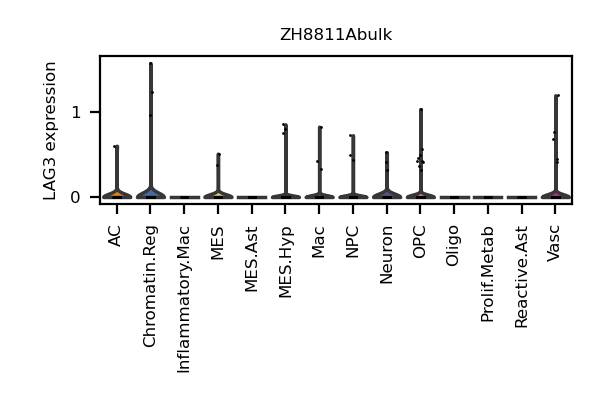 ZH8811Abulk
LAG3 expression
1
0
AC
Chromatin.Reg
Inflammatory.Mac
MES
MES.Ast
MES.Hyp
Mac
NPC
Neuron
OPC
Oligo
Prolif.Metab
Reactive.Ast
Vasc